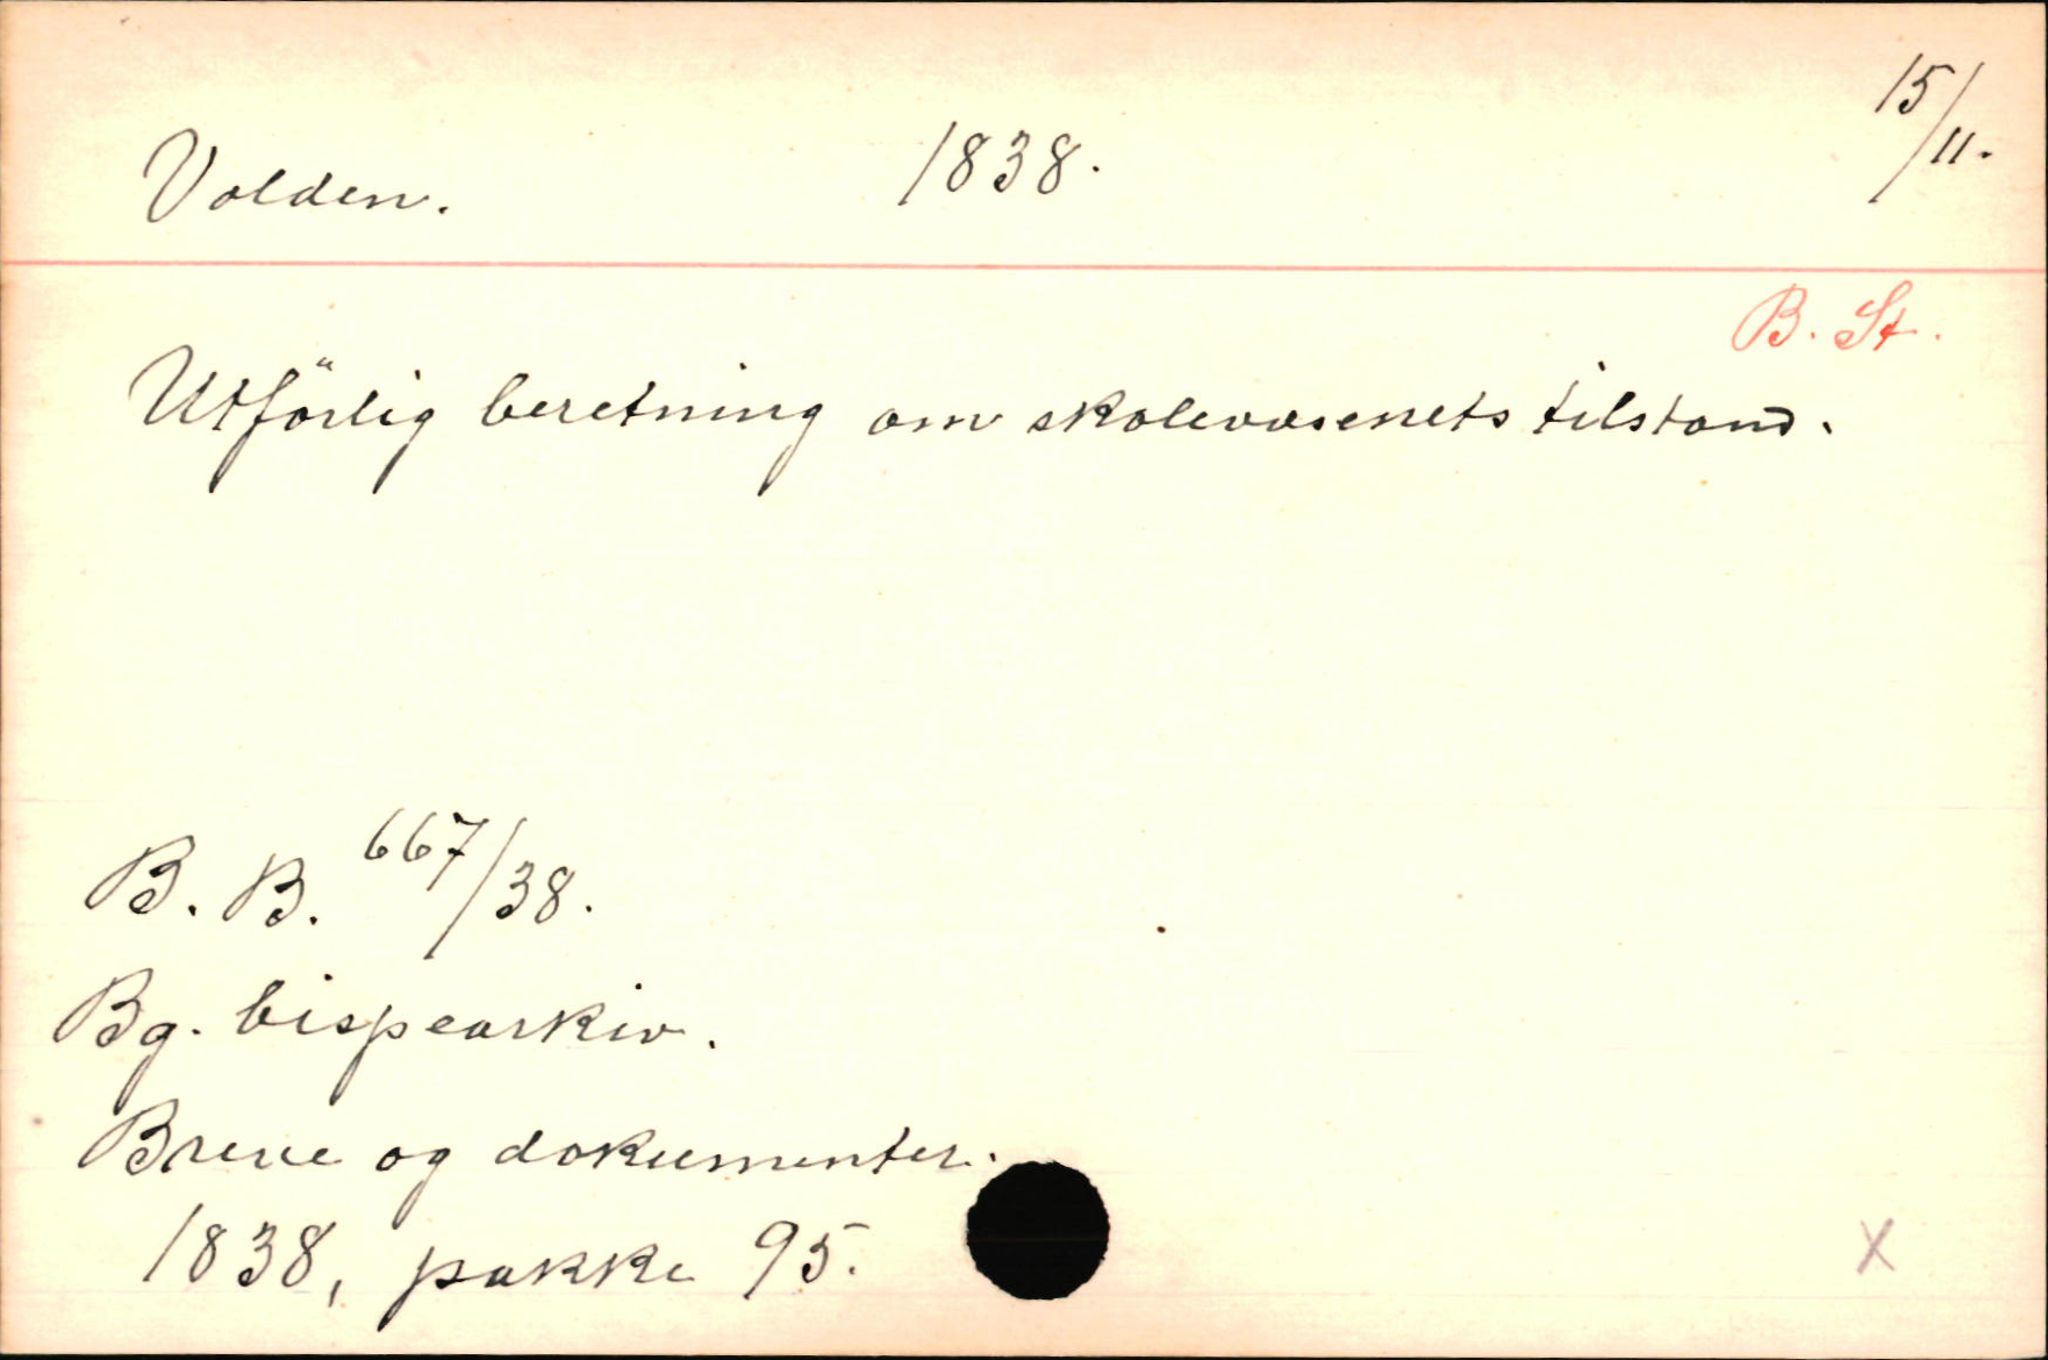 Volden. 1838. 15/11.
B. St.
Utförlig beretning om skolevæsenets tilstand.
B. B. 667/38.
Bg. bispearkiv.
Breve og dokumenter.
1838, pakke 95.
X